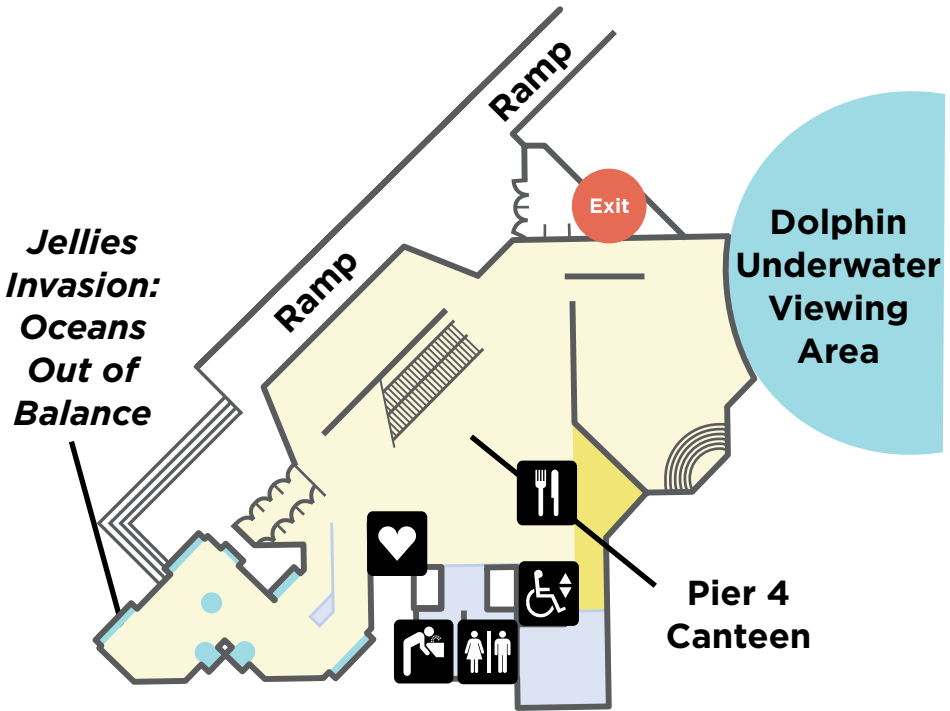 Ramp
Exit
Dolphin
Underwater
Viewing
Area
Jellies
Invasion:
Oceans
Out of
Balance
Ramp
Pier 4
Canteen